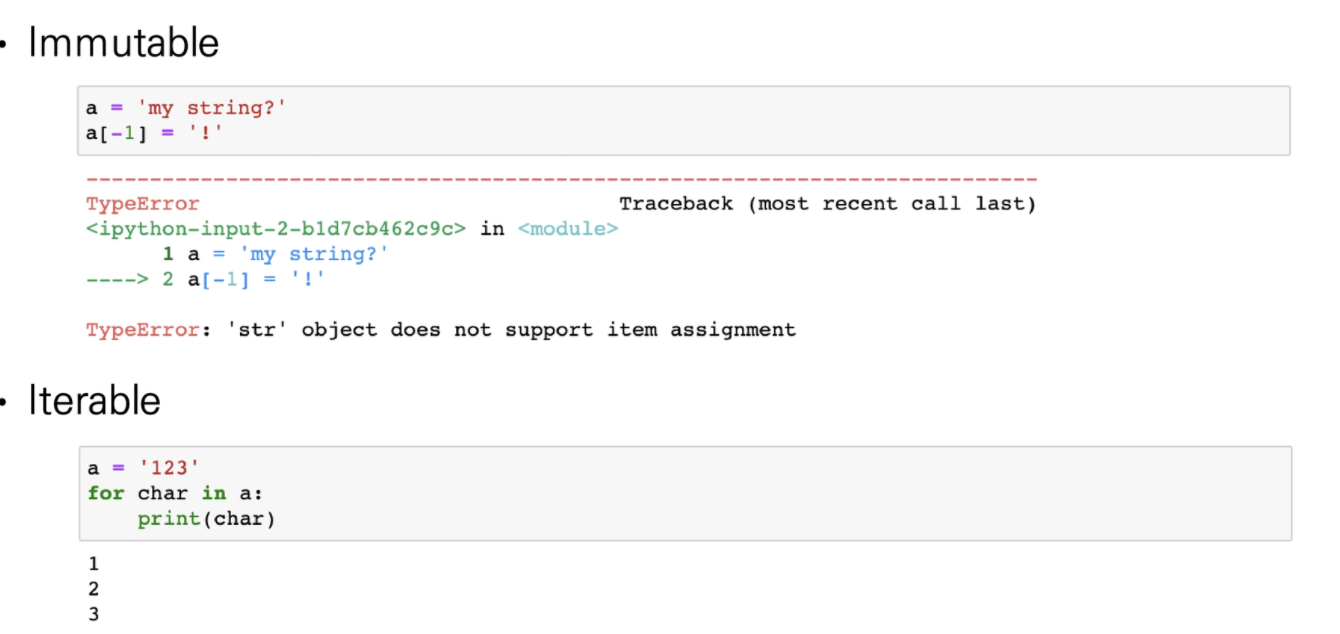 • Immutable
a = 'my string?'
a[-1] = '!'
---------------------------------------------------------------------------
TypeError                                 Traceback (most recent call last)
<ipython-input-2-b1d7cb462c9c> in <module>
      1 a = 'my string?'
----> 2 a[-1] = '!'
TypeError: 'str' object does not support item assignment
• Iterable
a = '123'
for char in a:
    print(char)
1
2
3